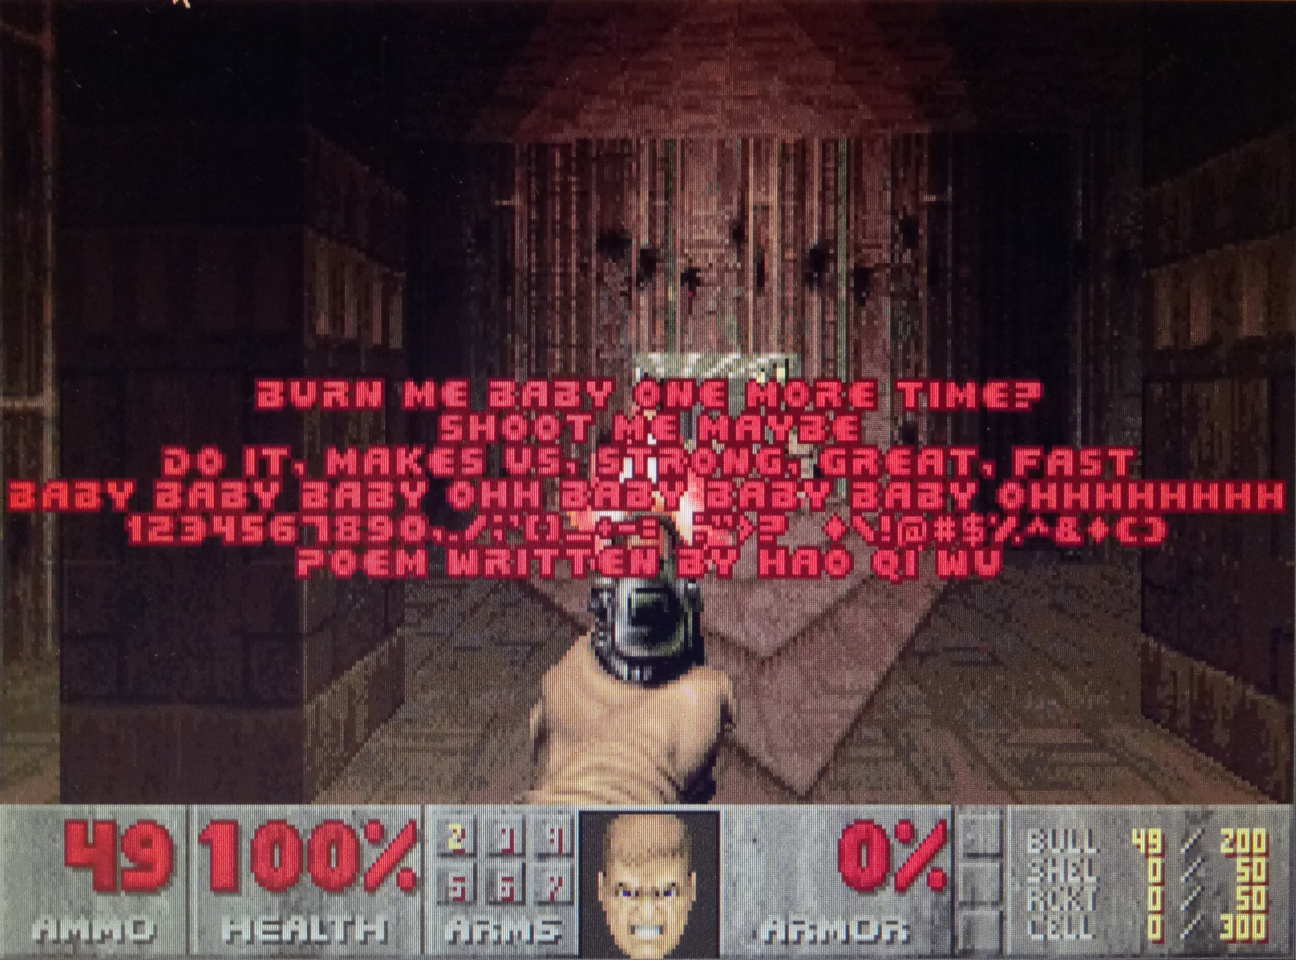 BURN ME BABY ONE MORE TIME?
SHOOT ME MAYBE
DO IT, MAKES US, STRONG, GREAT, FAST
BABY BABY BABY OHH BABY BABY BABY OHHHHHHHHH
POEM WRITTEN BY HAO QI WU
49 100% 2 3 4 0% BULL 49 / 200
5 6 7 SHEL 0 / 50
RCKT 0 / 50
AMMO HEALTH ARMS ARMOR CELL 0 / 300